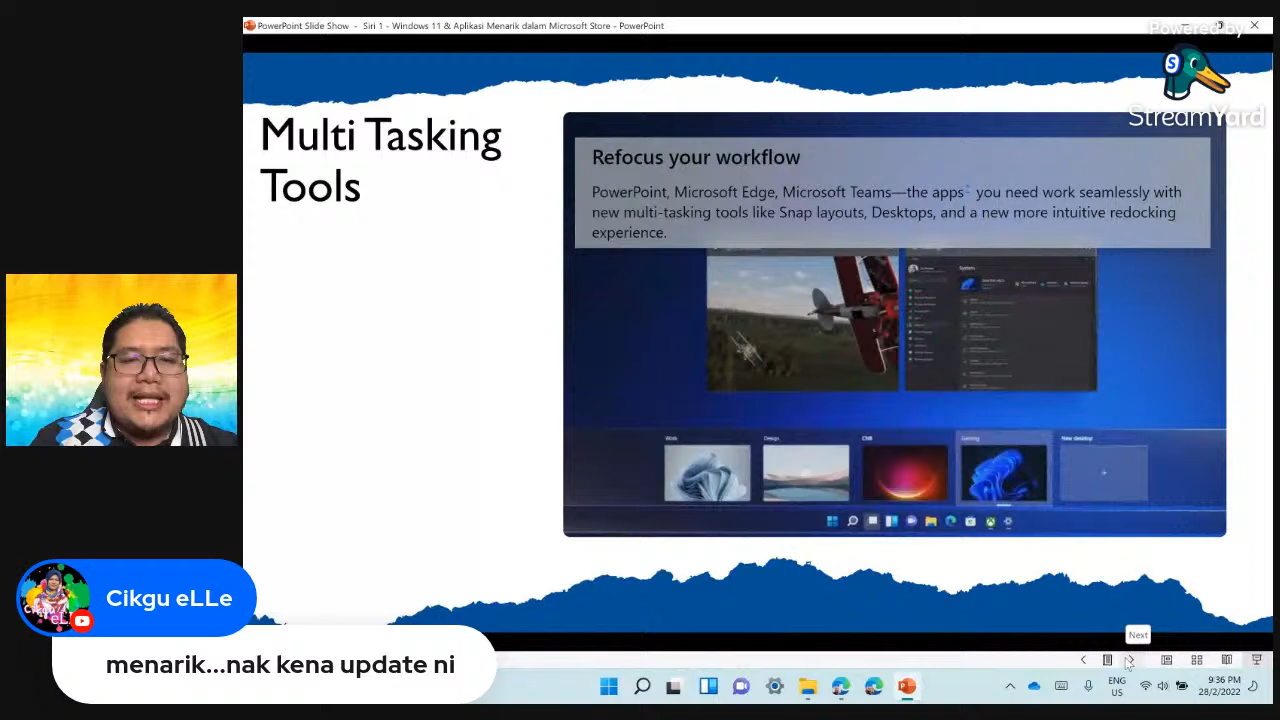 PowerPoint Slide Show - Siri 1 - Windows 11 & Aplikasi Menarik dalam Microsoft Store - PowerPoint
Powered by
StreamYard
Multi Tasking
Tools
Refocus your workflow
PowerPoint, Microsoft Edge, Microsoft Teams—the apps you need work seamlessly with
new multi-tasking tools like Snap layouts, Desktops, and a new more intuitive redocking
experience.
System
Work
Design
Chill
Gaming
New desktop
Cikgu eLLe
menarik...nak kena update ni
Next
ENG
US
9:36 PM
28/2/2022